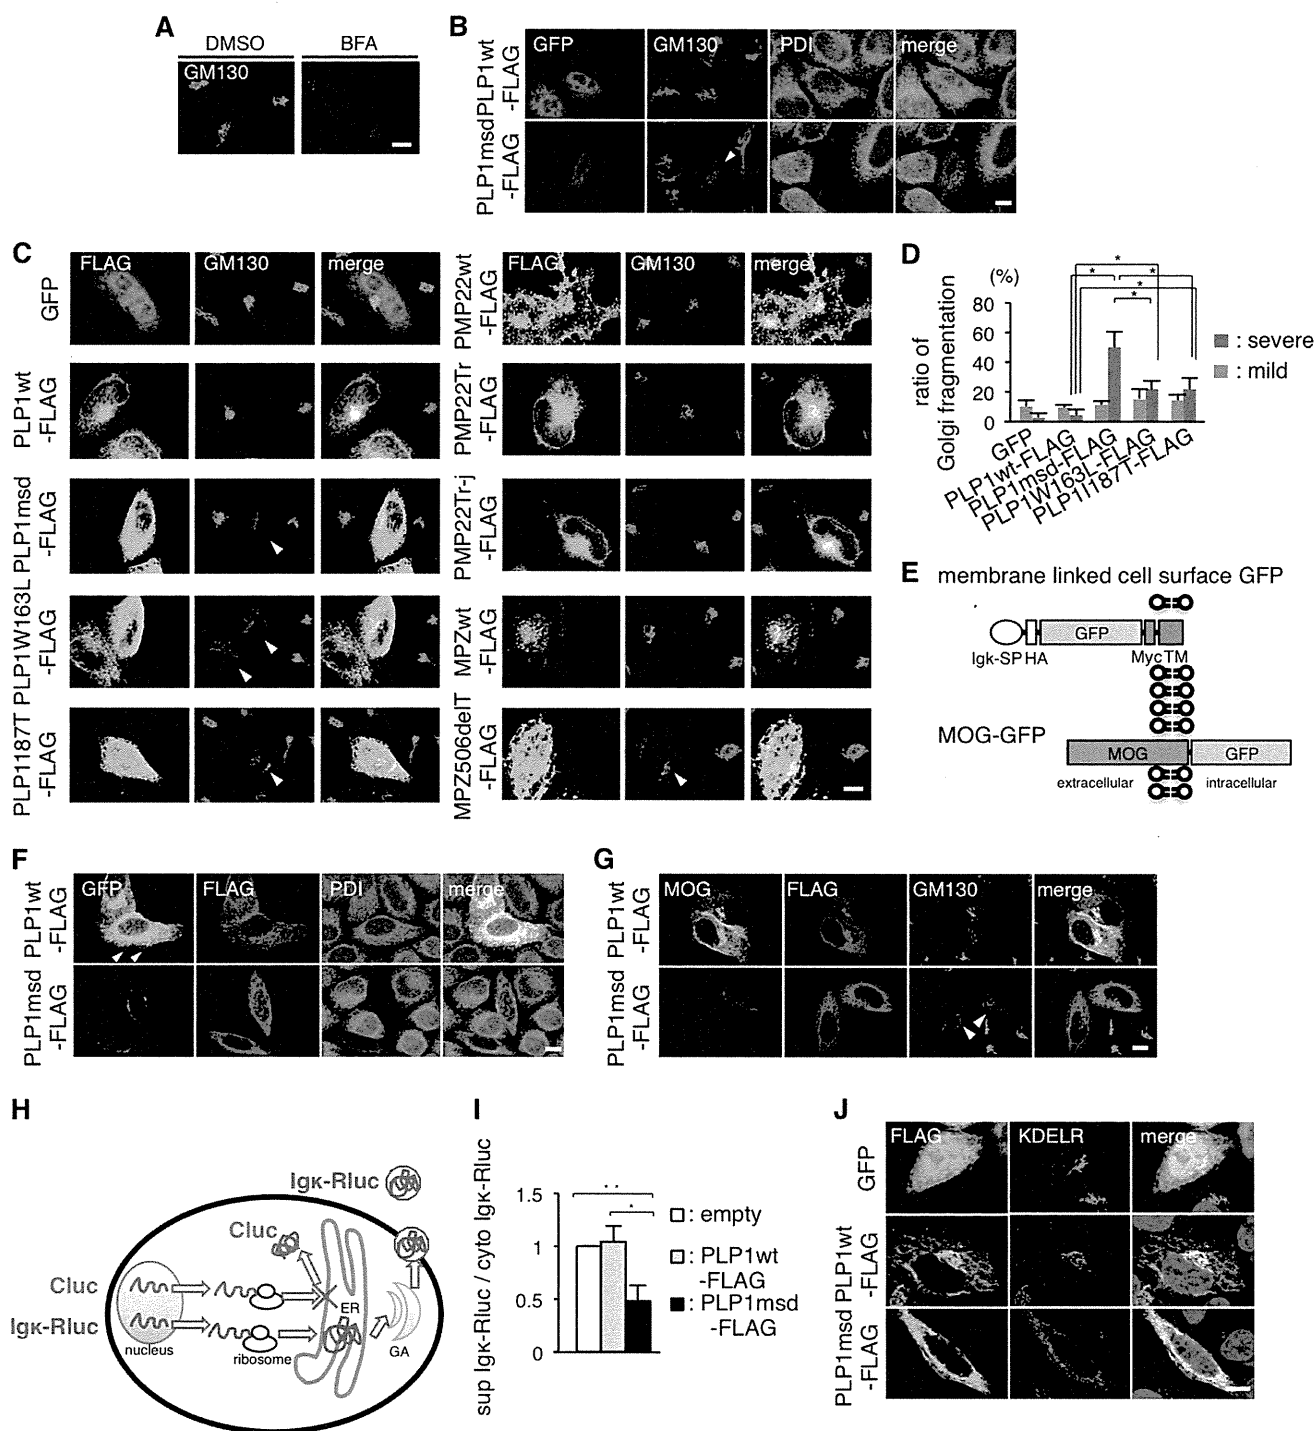 A
DMSO BFA
GM130
B
GFP GM130 PDI merge
PLP1wt
-FLAG
PLP1msd
-FLAG
C
FLAG GM130 merge
GFP
PLP1wt
-FLAG
PLP1msd
-FLAG
PLP1W163L
-FLAG
PLP1I187T
-FLAG
FLAG GM130 merge
PMP22wt
-FLAG
PMP22Tr
-FLAG
PMP22Tr-j
-FLAG
MPZwt
-FLAG
MPZ506delT
-FLAG
D
(%)
ratio of
Golgi fragmentation
80
60
40
20
0
* * * *
: severe
: mild
GFP
PLP1wt-FLAG
PLP1msd-FLAG
PLP1W163L-FLAG
PLP1I187T-FLAG
E membrane linked cell surface GFP
GFP
Igk-SP HA Myc TM
MOG-GFP
MOG GFP
extracellular intracellular
F
GFP FLAG PDI merge
PLP1wt
-FLAG
PLP1msd
-FLAG
G
MOG FLAG GM130 merge
PLP1wt
-FLAG
PLP1msd
-FLAG
H
Igκ-Rluc
Cluc
Cluc
Igκ-Rluc
nucleus
ribosome
ER
GA
I
sup Igκ-Rluc / cyto Igκ-Rluc
1.5
1
0.5
0
* *
*
: empty
: PLP1wt
-FLAG
: PLP1msd
-FLAG
J
FLAG KDELR merge
GFP
PLP1wt
-FLAG
PLP1msd
-FLAG